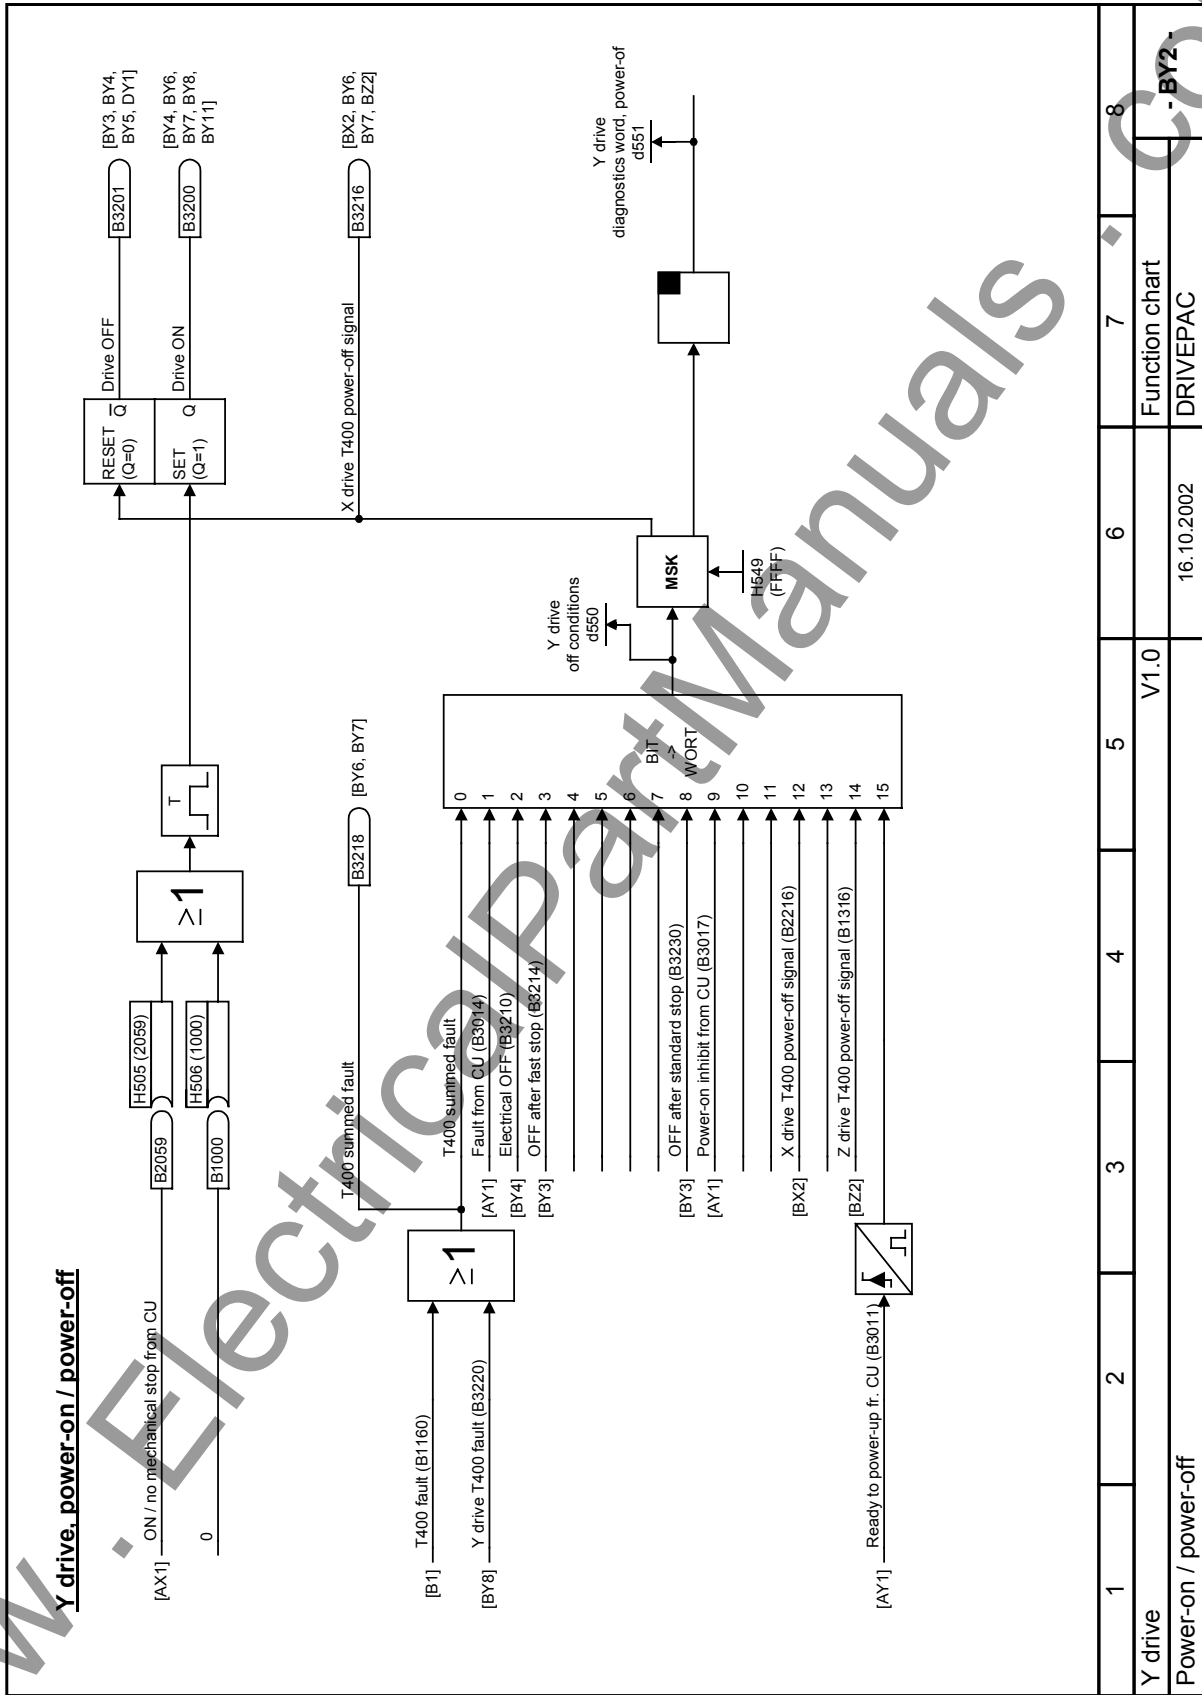 Y drive, power-on / power-off
[AX1]
ON / no mechanical stop from CU
B2059
H505 (2059)
0
B1000
H506 (1000)
≥1
T
RESET Q
(Q=0)
SET Q
(Q=1)
Drive OFF
B3201
[BY3, BY4,
BY5, DY1]
Drive ON
B3200
[BY4, BY6,
BY7, BY8,
BY11]
T400 summed fault
B3218
[BY6, BY7]
X drive T400 power-off signal
B3216
[BX2, BY6,
BY7, BZ2]
[B1]
T400 fault (B1160)
[BY8]
Y drive T400 fault (B3220)
≥1
T400 summed fault
0
[AY1]
Fault from CU (B3014)
1
[BY4]
Electrical OFF (B3210)
2
[BY3]
OFF after fast stop (B3214)
3
4
5
6
7
[BY3]
OFF after standard stop (B3230)
8
[AY1]
Power-on inhibit from CU (B3017)
9
10
11
[BX2]
X drive T400 power-off signal (B2216)
12
13
[BZ2]
Z drive T400 power-off signal (B1316)
14
[AY1]
Ready to power-up fr. CU (B3011)
15
BIT
->
WORT
Y drive
off conditions
d550
MSK
H549
(FFFF)
Y drive
diagnostics word, power-of
d551
1 2 3 4 5 6 7 8
Y drive V1.0 Function chart
- BY2 -
Power-on / power-off 16.10.2002 DRIVEPAC
w . ElectricalPartManuals . co